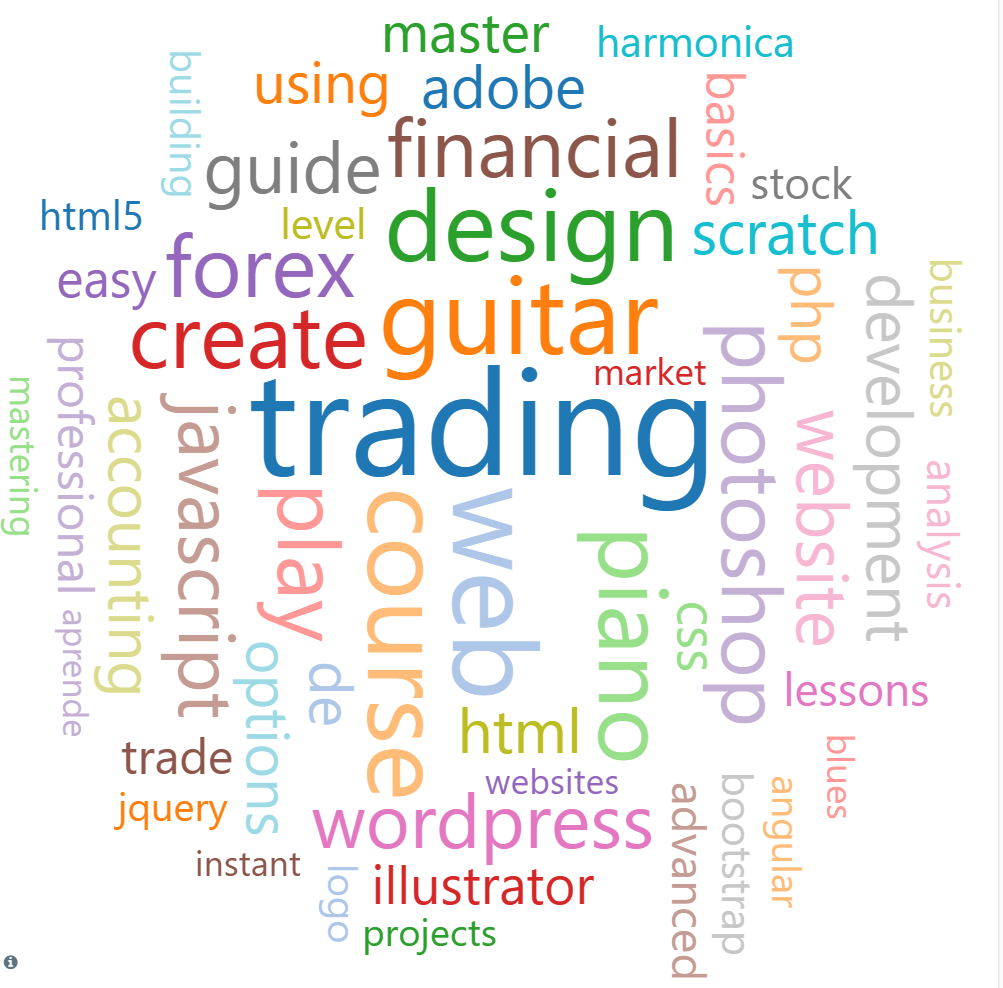 master
harmonica
building
using
adobe
basics
financial
guide
stock
html5
level
design
scratch
easy
forex
php
development
business
create
guitar
professional
market
photoshop
mastering
accounting
javascript
trading
website
analysis
play
course
web
piano
css
aprende
options
de
lessons
html
trade
websites
blues
jquery
wordpress
advanced
bootstrap
angular
instant
logo
illustrator
projects